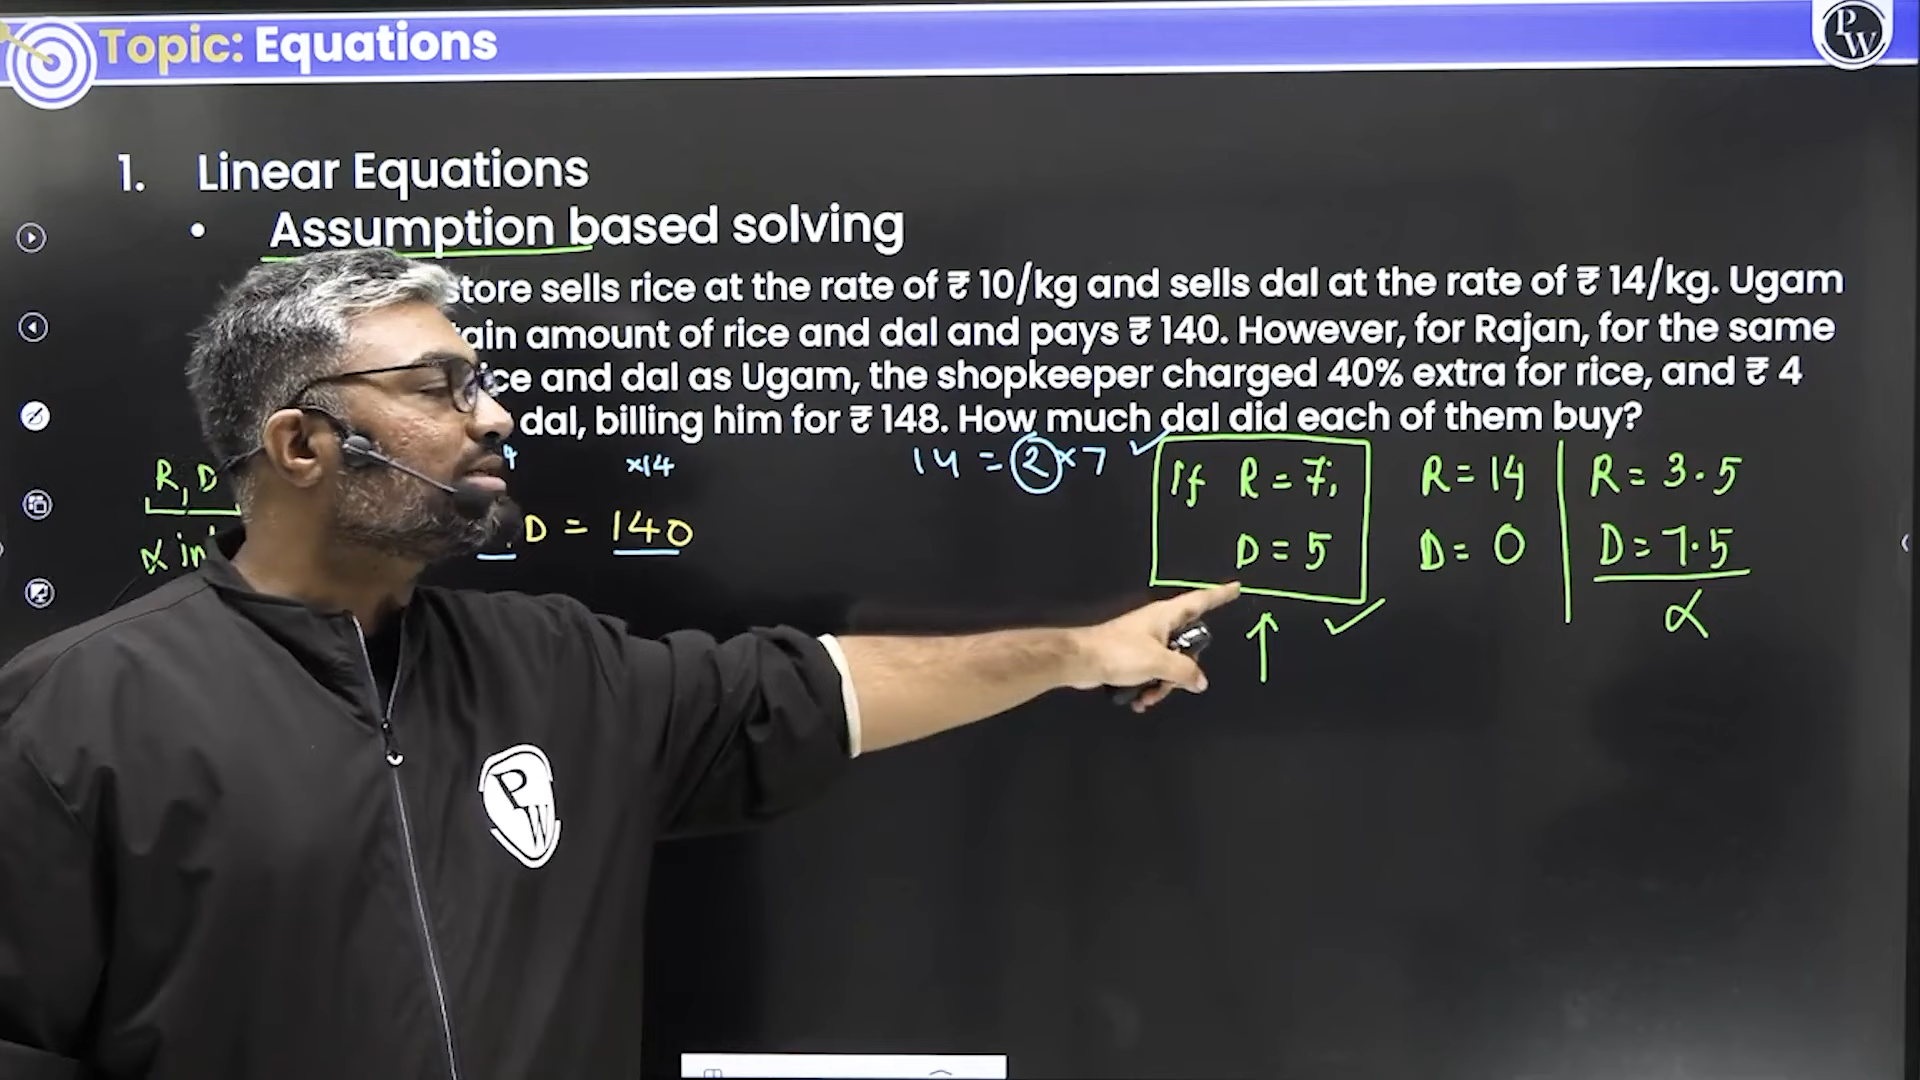 Topic: Equations
PW
1. Linear Equations
• Assumption based solving
store sells rice at the rate of ₹ 10/kg and sells dal at the rate of ₹ 14/kg. Ugam
amount of rice and dal and pays ₹ 140. However, for Rajan, for the same
and dal as Ugam, the shopkeeper charged 40% extra for rice, and ₹ 4
dal, billing him for ₹ 148. How much dal did each of them buy?
×14
14 = 2 × 7 ✓
R, D
D = 140
If R = 7;
D = 5
✓
R = 14
D = 0
R = 3.5
D = 7.5
PW